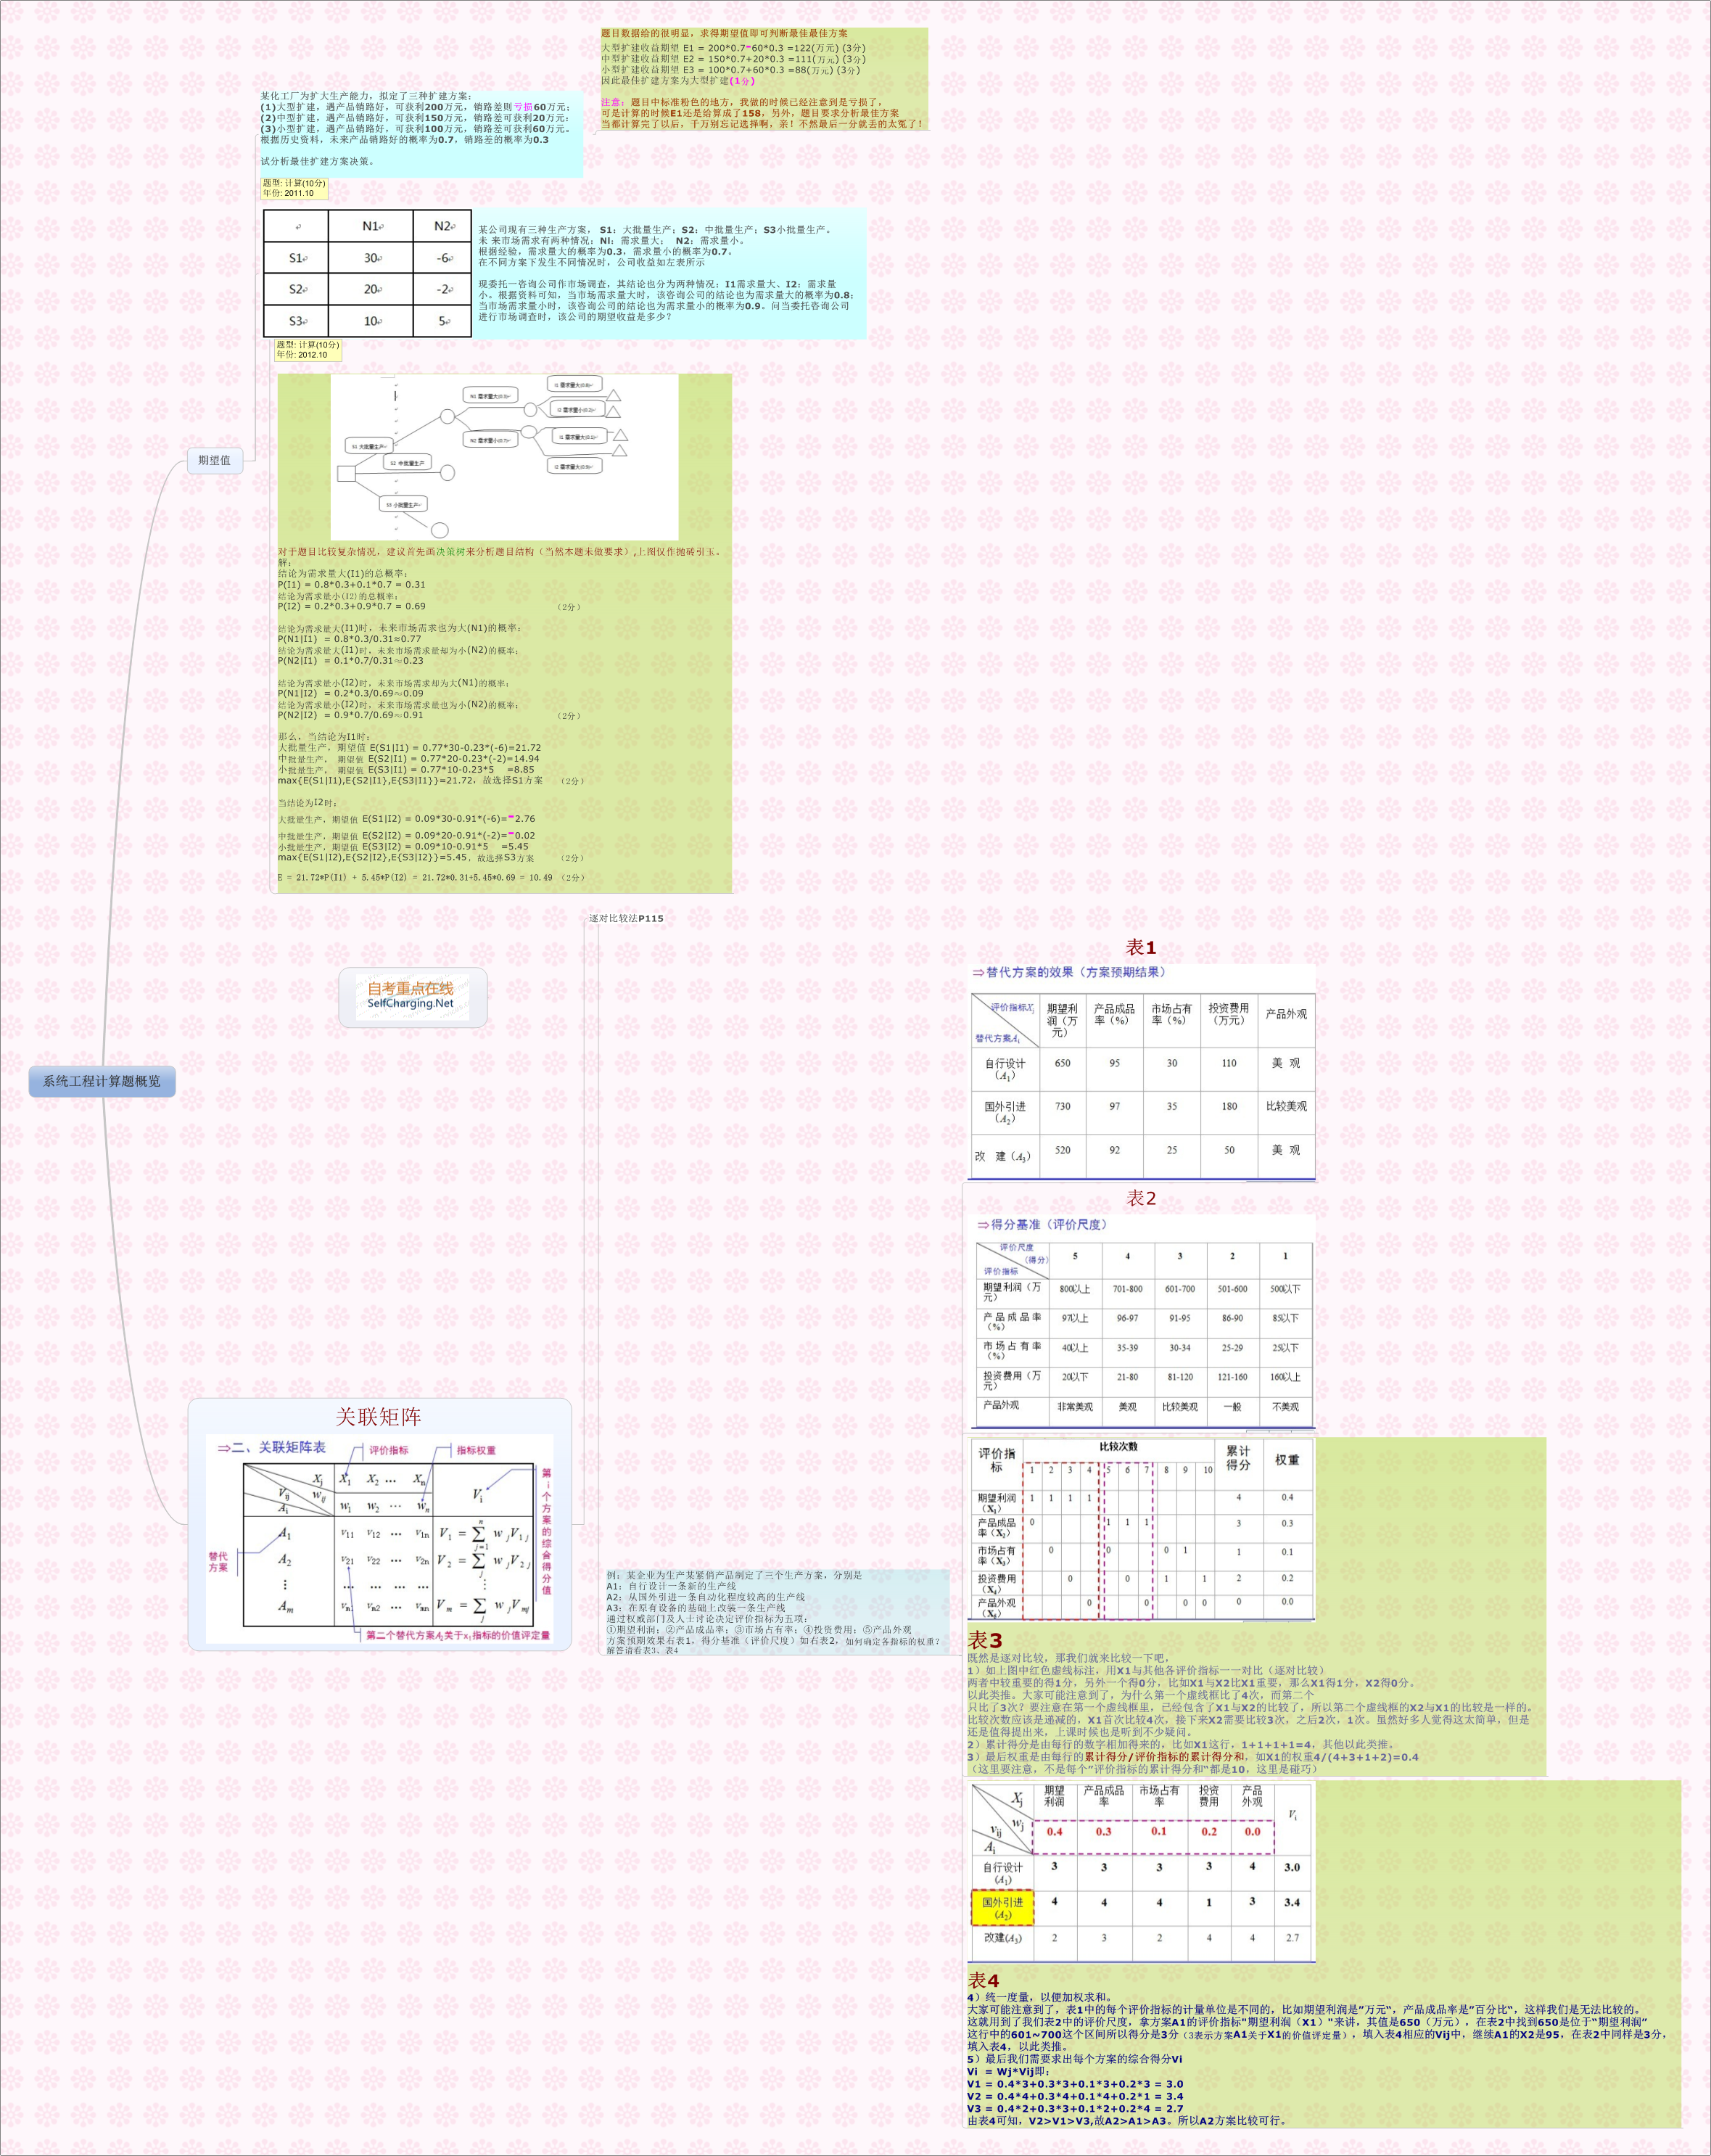 系统工程计算题概览
期望值
某化工厂为扩大生产能力，拟定了三种扩建方案：
(1)大型扩建，遇产品销路好，可获利200万元，销路差则亏损60万元；
(2)中型扩建，遇产品销路好，可获利150万元，销路差可获利20万元；
(3)小型扩建，遇产品销路好，可获利100万元，销路差可获利60万元。
根据历史资料，未来产品销路好的概率为0.7，销路差的概率为0.3
试分析最佳扩建方案决策。
题型: 计算(10分)
年份: 2011.10
题目数据给的很明显，求得期望值即可判断最佳最佳方案
大型扩建收益期望 E1 = 200*0.7-60*0.3 =122(万元) (3分)
中型扩建收益期望 E2 = 150*0.7+20*0.3 =111(万元) (3分)
小型扩建收益期望 E3 = 100*0.7+60*0.3 =88(万元) (3分)
因此最佳扩建方案为大型扩建(1分)
注意：题目中标准粉色的地方，我做的时候已经注意到是亏损了，
可是计算的时候E1还是给算成了158，另外，题目要求分析最佳方案
当都计算完了以后，千万别忘记选择啊，亲！不然最后一分就丢的太冤了！
N1 N2
S1 30 -6
S2 20 -2
S3 10 5
某公司现有三种生产方案， S1：大批量生产；S2：中批量生产；S3小批量生产。
未 来市场需求有两种情况：NI：需求量大； N2：需求量小。
根据经验，需求量大的概率为0.3，需求量小的概率为0.7。
在不同方案下发生不同情况时，公司收益如左表所示
现委托一咨询公司作市场调查，其结论也分为两种情况：I1需求量大、I2：需求量
小。根据资料可知，当市场需求量大时，该咨询公司的结论也为需求量大的概率为0.8；
当市场需求量小时，该咨询公司的结论也为需求量小的概率为0.9。问当委托咨询公司
进行市场调查时，该公司的期望收益是多少？
题型: 计算(10分)
年份: 2012.10
I1 需求量大(0.8)
N1 需求量大(0.3)
I2 需求量小(0.2)
I1 需求量大(0.1)
N2 需求量小(0.7)
S1 大批量生产
S2 中批量生产
I2 需求量大(0.9)
S3 小批量生产
对于题目比较复杂情况，建议首先画决策树来分析题目结构（当然本题未做要求）,上图仅作抛砖引玉。
解：
结论为需求量大(I1)的总概率：
P(I1) = 0.8*0.3+0.1*0.7 = 0.31
结论为需求量小(I2)的总概率：
P(I2) = 0.2*0.3+0.9*0.7 = 0.69 （2分）
结论为需求量大(I1)时，未来市场需求也为大(N1)的概率：
P(N1|I1) = 0.8*0.3/0.31≈0.77
结论为需求量大(I1)时，未来市场需求量却为小(N2)的概率：
P(N2|I1) = 0.1*0.7/0.31≈0.23
结论为需求量小(I2)时，未来市场需求却为大(N1)的概率：
P(N1|I2) = 0.2*0.3/0.69≈0.09
结论为需求量小(I2)时，未来市场需求量也为小(N2)的概率：
P(N2|I2) = 0.9*0.7/0.69≈0.91 （2分）
那么，当结论为I1时：
大批量生产，期望值 E(S1|I1) = 0.77*30-0.23*(-6)=21.72
中批量生产， 期望值 E(S2|I1) = 0.77*20-0.23*(-2)=14.94
小批量生产， 期望值 E(S3|I1) = 0.77*10-0.23*5 =8.85
max{E(S1|I1),E{S2|I1},E{S3|I1}}=21.72，故选择S1方案 （2分）
当结论为I2时：
大批量生产，期望值 E(S1|I2) = 0.09*30-0.91*(-6)=-2.76
中批量生产，期望值 E(S2|I2) = 0.09*20-0.91*(-2)=-0.02
小批量生产，期望值 E(S3|I2) = 0.09*10-0.91*5 =5.45
max{E(S1|I2),E{S2|I2},E{S3|I2}}=5.45，故选择S3方案 （2分）
E = 21.72*P(I1) + 5.45*P(I2) = 21.72*0.31+5.45*0.69 = 10.49 （2分）
自考重点在线
SelfCharging.Net
关联矩阵
⇒二、关联矩阵表
评价指标
指标权重
Xj X1 X2 … Xn
Vij wij Vi
Ai w1 w2 … wn
A1 v11 v12 … v1n V1 = ∑ wjV1j
A2 v21 v22 … v2n V2 = ∑ wjV2j
⋮ … … … … ⋮
Am vm1 vm2 … vmn Vm = ∑ wjVmj
替代方案
第i个方案的综合得分值
第二个替代方案A2关于x1指标的价值评定量
逐对比较法P115
例：某企业为生产某紧俏产品制定了三个生产方案，分别是
A1：自行设计一条新的生产线
A2：从国外引进一条自动化程度较高的生产线
A3：在原有设备的基础上改装一条生产线
通过权威部门及人士讨论决定评价指标为五项：
①期望利润；②产品成品率；③市场占有率；④投资费用；⑤产品外观
方案预期效果右表1，得分基准（评价尺度）如右表2，如何确定各指标的权重？
解答请看表3、表4
表1
⇒替代方案的效果（方案预期结果）
评价指标Xj 期望利润（万元） 产品成品率（%） 市场占有率（%） 投资费用（万元） 产品外观
替代方案Ai
自行设计（A1） 650 95 30 110 美 观
国外引进（A2） 730 97 35 180 比较美观
改 建（A3） 520 92 25 50 美 观
表2
⇒得分基准（评价尺度）
评价尺度（得分） 5 4 3 2 1
评价指标
期望利润（万元） 800以上 701-800 601-700 501-600 500以下
产品成品率（%） 97以上 96-97 91-95 86-90 85以下
市场占有率（%） 40以上 35-39 30-34 25-29 25以下
投资费用（万元） 20以下 21-80 81-120 121-160 160以上
产品外观 非常美观 美观 比较美观 一般 不美观
评价指标 比较次数 累计得分 权重
1 2 3 4 5 6 7 8 9 10
期望利润（X1） 1 1 1 1 4 0.4
产品成品率（X2） 0 1 1 1 3 0.3
市场占有率（X3） 0 0 0 1 1 0.1
投资费用（X4） 0 0 1 1 2 0.2
产品外观（X5） 0 0 0 0 0 0.0
表3
既然是逐对比较，那我们就来比较一下吧，
1）如上图中红色虚线标注，用X1与其他各评价指标一一对比（逐对比较）
两者中较重要的得1分，另外一个得0分，比如X1与X2比X1重要，那么X1得1分，X2得0分。
以此类推。大家可能注意到了，为什么第一个虚线框比了4次，而第二个
只比了3次？要注意在第一个虚线框里，已经包含了X1与X2的比较了，所以第二个虚线框的X2与X1的比较是一样的。
比较次数应该是递减的，X1首次比较4次，接下来X2需要比较3次，之后2次，1次。虽然好多人觉得这太简单，但是
还是值得提出来，上课时候也是听到不少疑问。
2）累计得分是由每行的数字相加得来的，比如X1这行，1+1+1+1=4，其他以此类推。
3）最后权重是由每行的累计得分/评价指标的累计得分和，如X1的权重4/(4+3+1+2)=0.4
（这里要注意，不是每个”评价指标的累计得分和“都是10，这里是碰巧）
Xj 期望利润 产品成品率 市场占有率 投资费用 产品外观 Vi
vij wj 0.4 0.3 0.1 0.2 0.0
Ai
自行设计(A1) 3 3 3 3 4 3.0
国外引进(A2) 4 4 4 1 3 3.4
改建(A3) 2 3 2 4 4 2.7
表4
4）统一度量，以便加权求和。
大家可能注意到了，表1中的每个评价指标的计量单位是不同的，比如期望利润是”万元“，产品成品率是”百分比“，这样我们是无法比较的。
这就用到了我们表2中的评价尺度，拿方案A1的评价指标"期望利润（X1）"来讲，其值是650（万元），在表2中找到650是位于“期望利润”
这行中的601~700这个区间所以得分是3分（3表示方案A1关于X1的价值评定量），填入表4相应的Vij中，继续A1的X2是95，在表2中同样是3分，
填入表4，以此类推。
5）最后我们需要求出每个方案的综合得分Vi
Vi = Wj*Vij即：
V1 = 0.4*3+0.3*3+0.1*3+0.2*3 = 3.0
V2 = 0.4*4+0.3*4+0.1*4+0.2*1 = 3.4
V3 = 0.4*2+0.3*3+0.1*2+0.2*4 = 2.7
由表4可知，V2>V1>V3,故A2>A1>A3。所以A2方案比较可行。